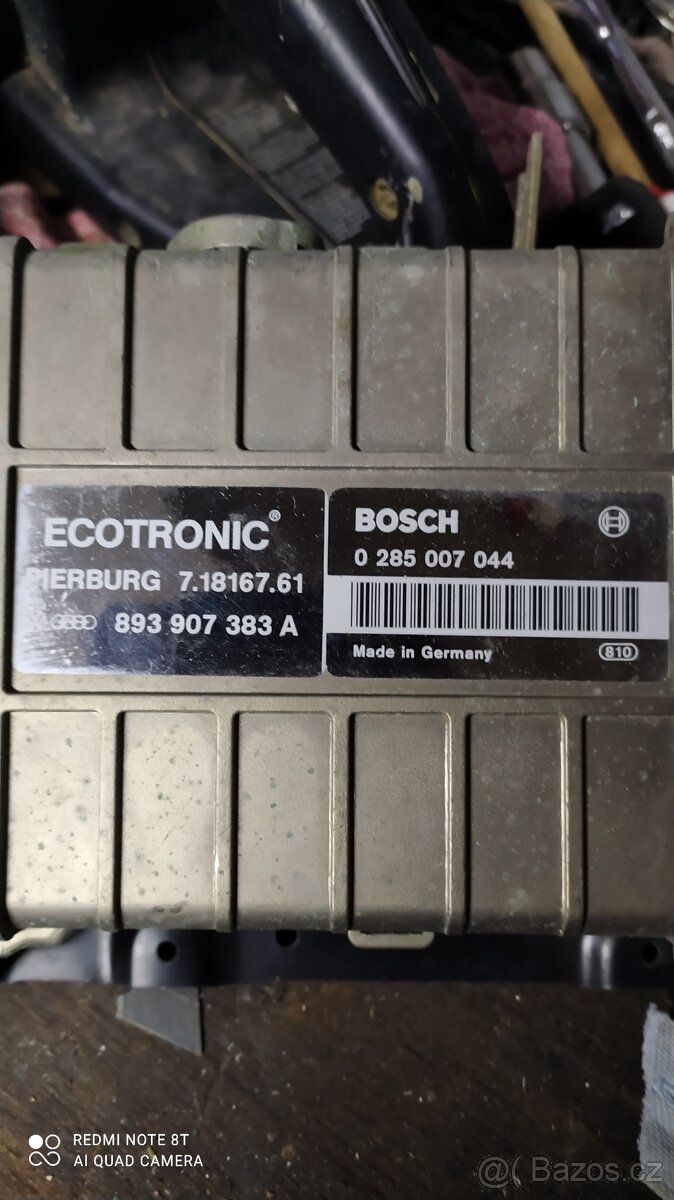 ECOTRONIC®
PIERBURG 7.18167.61
893 907 383 A
BOSCH
0 285 007 044
Made in Germany
810
REDMI NOTE 8T
AI QUAD CAMERA
@( Bazos.cz